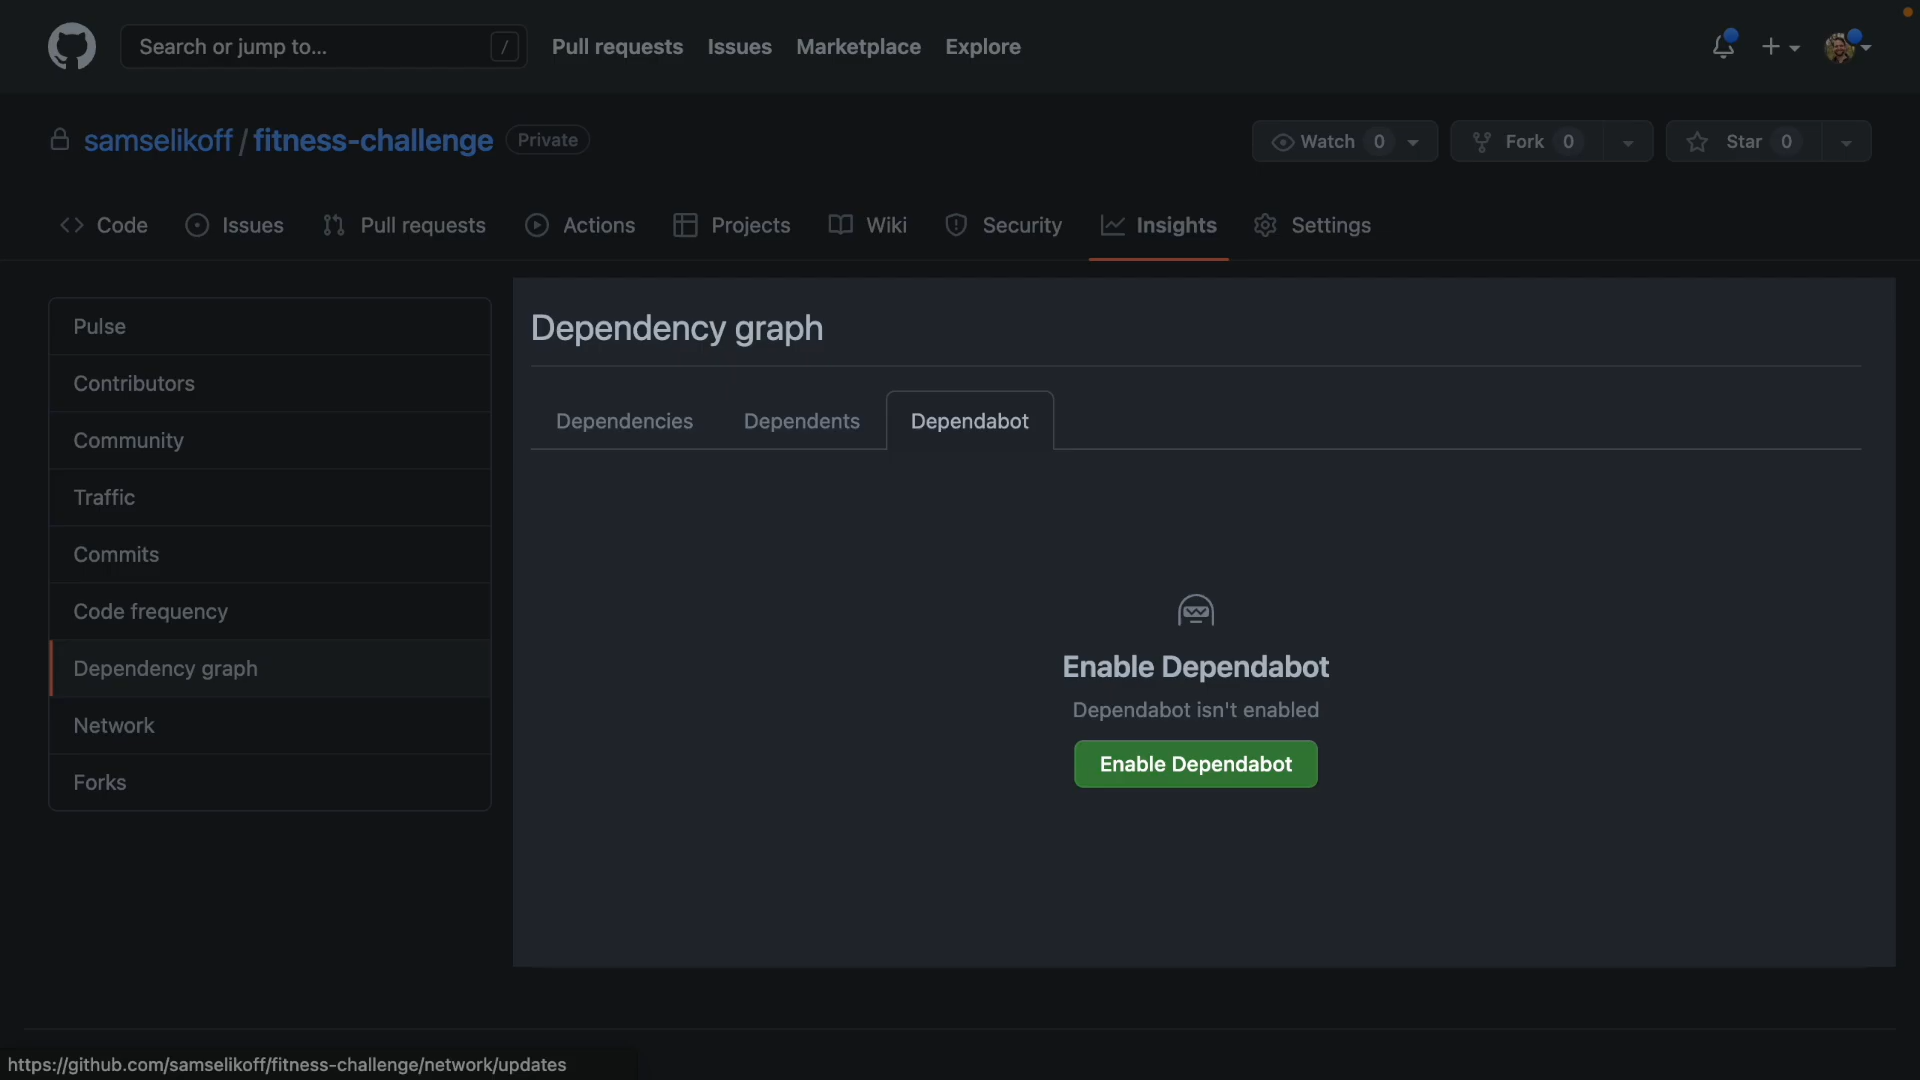 Search or jump to... /
Pull requests Issues Marketplace Explore
samselikoff / fitness-challenge Private
Watch 0 Fork 0 Star 0
Code Issues Pull requests Actions Projects Wiki Security Insights Settings
Pulse
Contributors
Community
Traffic
Commits
Code frequency
Dependency graph
Network
Forks
Dependency graph
Dependencies Dependents Dependabot
Enable Dependabot
Dependabot isn't enabled
Enable Dependabot
https://github.com/samselikoff/fitness-challenge/network/updates